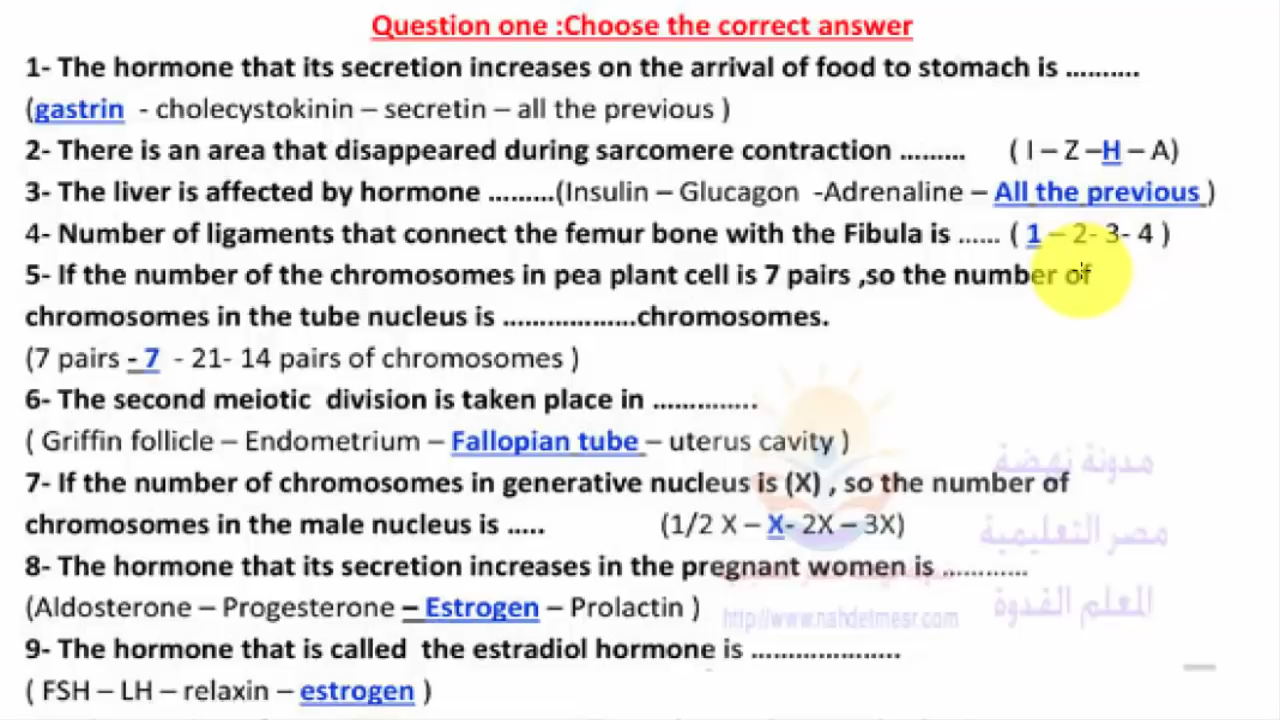 Question one :Choose the correct answer
1- The hormone that its secretion increases on the arrival of food to stomach is ……….
(gastrin - cholecystokinin – secretin – all the previous )
2- There is an area that disappeared during sarcomere contraction ……… ( I – Z –H – A)
3- The liver is affected by hormone ………(Insulin – Glucagon -Adrenaline – All the previous )
4- Number of ligaments that connect the femur bone with the Fibula is …… ( 1 – 2- 3- 4 )
5- If the number of the chromosomes in pea plant cell is 7 pairs ,so the number of
chromosomes in the tube nucleus is ………………chromosomes.
(7 pairs - 7 - 21- 14 pairs of chromosomes )
6- The second meiotic division is taken place in …………..
( Griffin follicle – Endometrium – Fallopian tube – uterus cavity )
7- If the number of chromosomes in generative nucleus is (X) , so the number of
chromosomes in the male nucleus is ….. (1/2 X – X- 2X – 3X)
8- The hormone that its secretion increases in the pregnant women is …………
(Aldosterone – Progesterone – Estrogen – Prolactin )
9- The hormone that is called the estradiol hormone is …………………
( FSH – LH – relaxin – estrogen )
مدونة نهضة
مصر التعليمية
المعلم القدوة
http://www.nahdetmesr.com